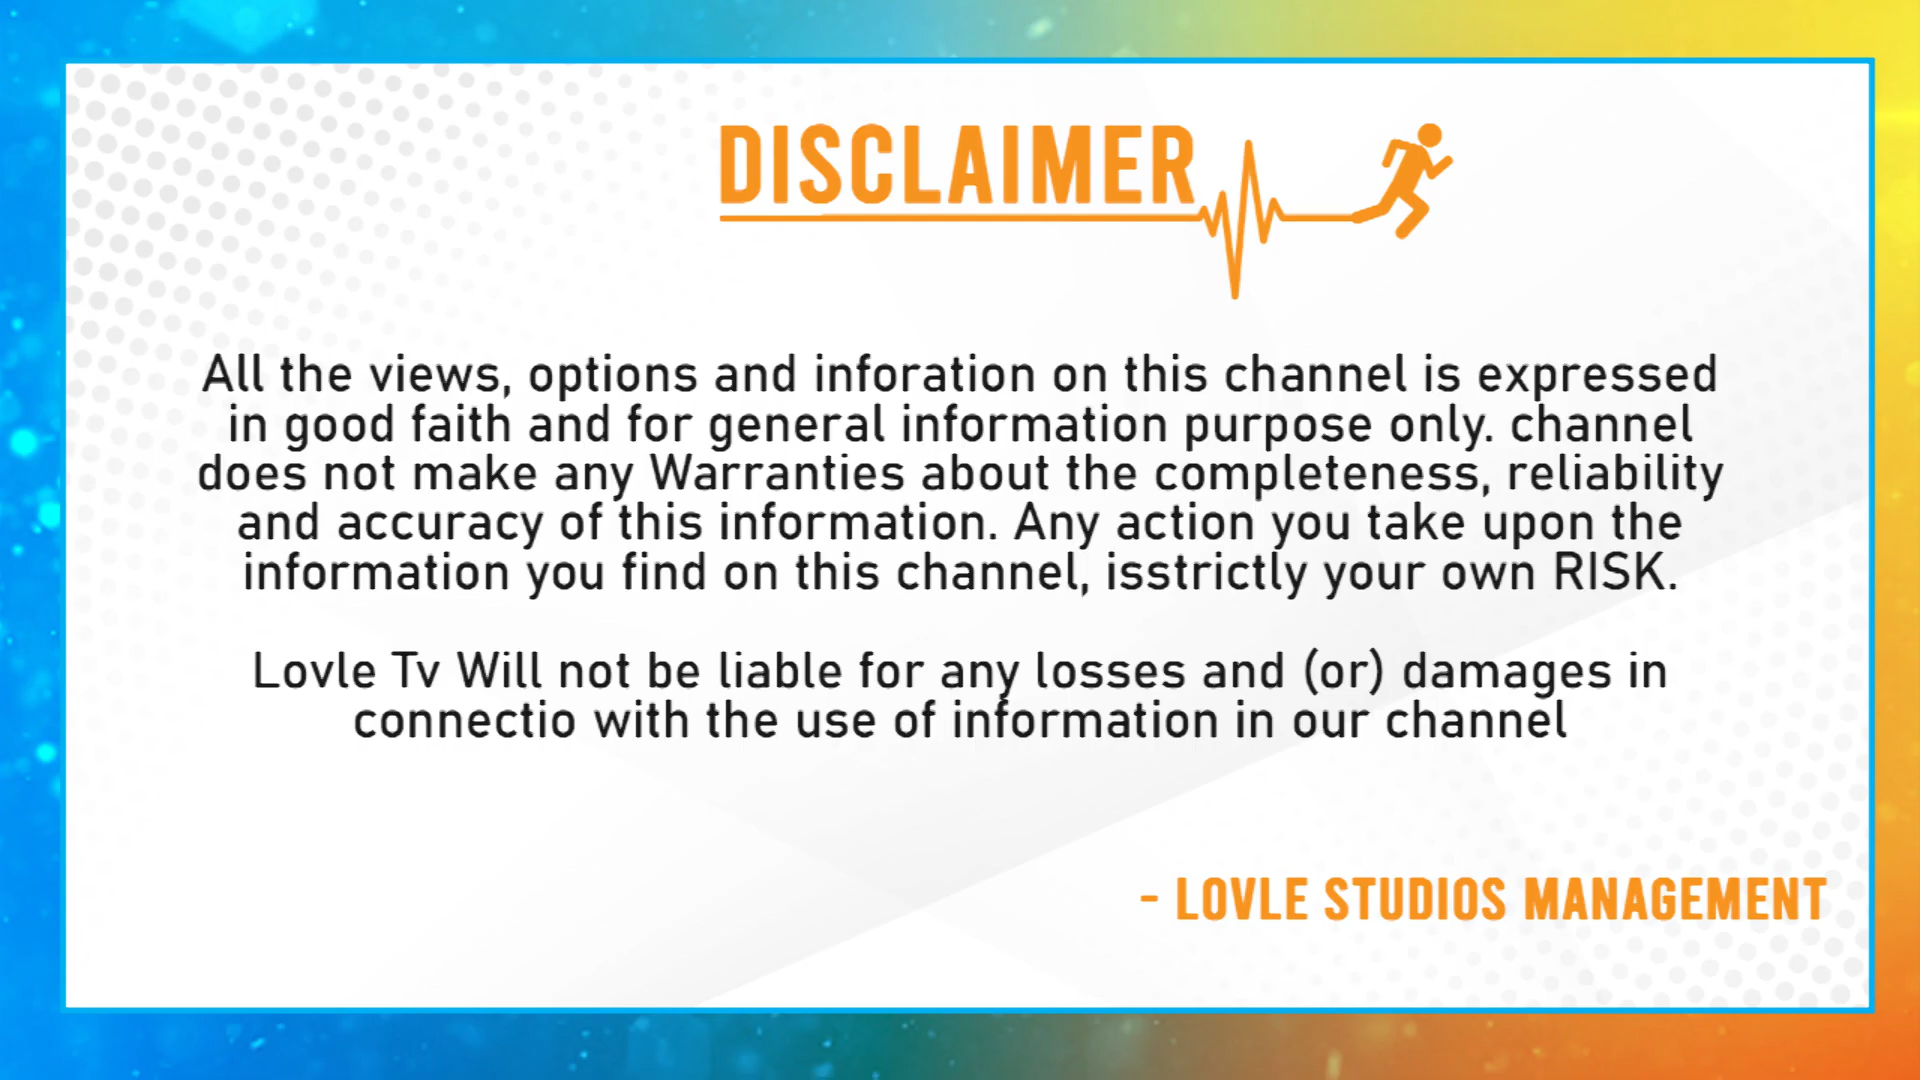 DISCLAIMER
All the views, options and inforation on this channel is expressed
in good faith and for general information purpose only. channel
does not make any Warranties about the completeness, reliability
and accuracy of this information. Any action you take upon the
information you find on this channel, isstrictly your own RISK.
Lovle Tv Will not be liable for any losses and (or) damages in
connectio with the use of information in our channel
- LOVLE STUDIOS MANAGEMENT